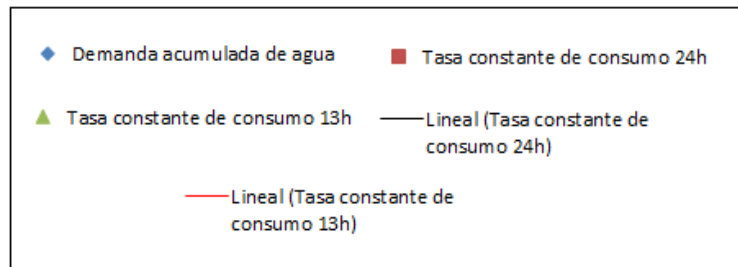 Demanda acumulada de agua
Tasa constante de consumo 24h
Tasa constante de consumo 13h
Lineal (Tasa constante de
consumo 24h)
Lineal (Tasa constante de
consumo 13h)